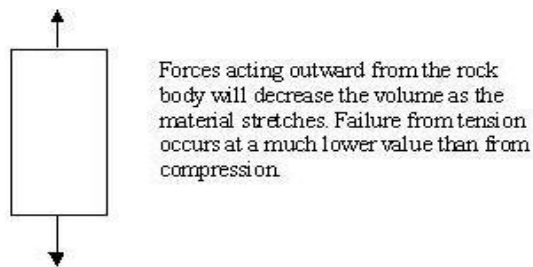 Forces acting outward from the rock
body will decrease the volume as the
material stretches. Failure from tension
occurs at a much lower value than from
compression.